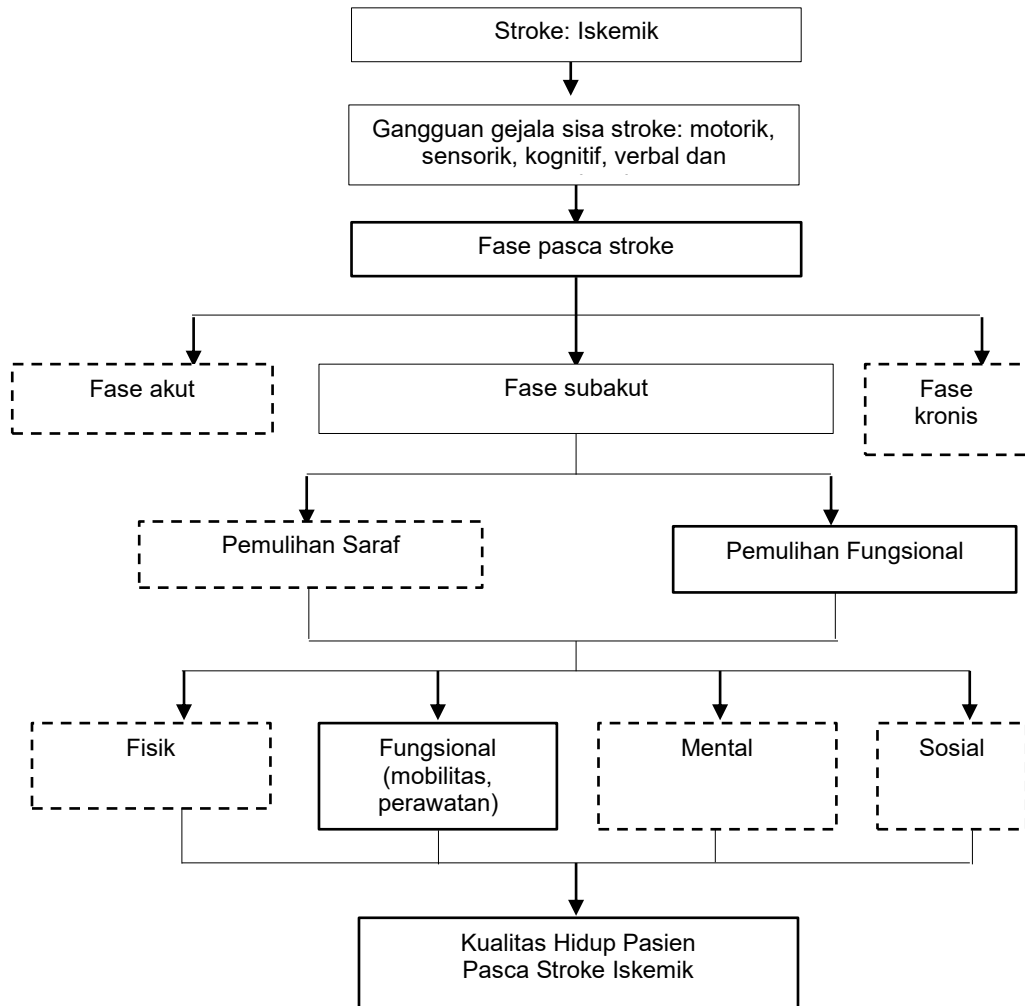 Stroke: Iskemik
Gangguan gejala sisa stroke: motorik,
sensorik, kognitif, verbal dan
Fase pasca stroke
Fase akut
Fase subakut
Fase
kronis
Pemulihan Saraf
Pemulihan Fungsional
Fisik
Fungsional
(mobilitas,
perawatan)
Mental
Sosial
Kualitas Hidup Pasien
Pasca Stroke Iskemik